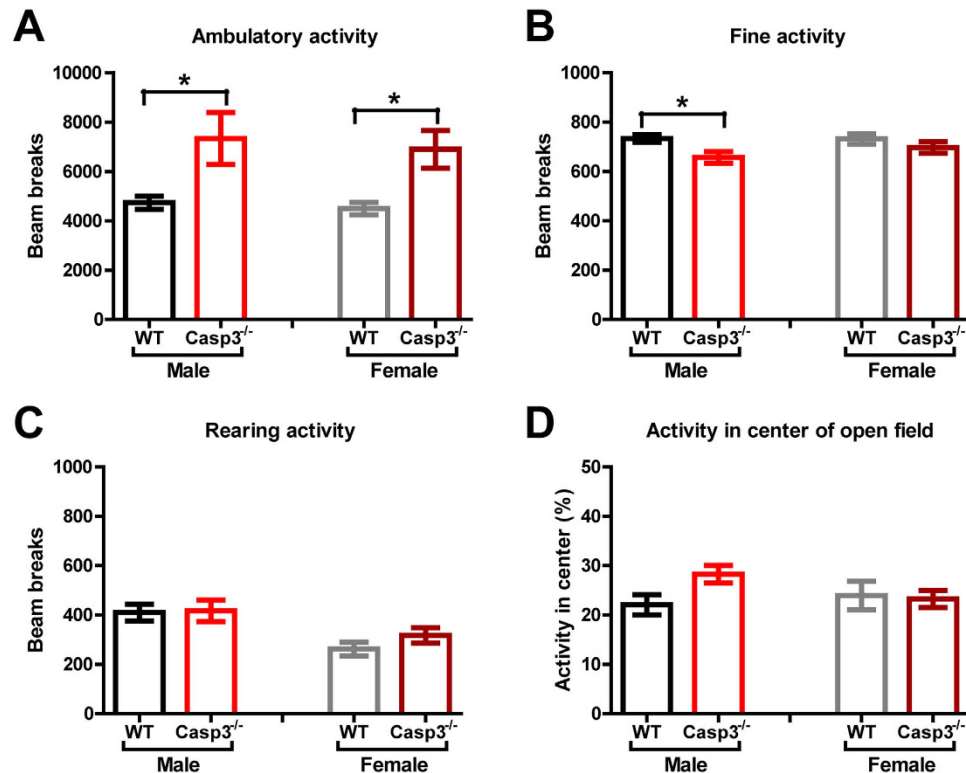 A
Ambulatory activity
Beam breaks
10000
8000
6000
4000
2000
0
*
*
WT Casp3⁻/⁻ WT Casp3⁻/⁻
Male Female
B
Fine activity
Beam breaks
1000
800
600
400
200
0
*
WT Casp3⁻/⁻ WT Casp3⁻/⁻
Male Female
C
Rearing activity
Beam breaks
1000
800
600
400
200
0
WT Casp3⁻/⁻ WT Casp3⁻/⁻
Male Female
D
Activity in center of open field
Activity in center (%)
50
40
30
20
10
0
WT Casp3⁻/⁻ WT Casp3⁻/⁻
Male Female